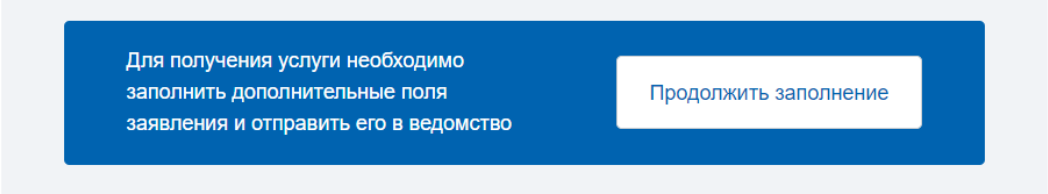 Для получения услуги необходимо
заполнить дополнительные поля
заявления и отправить его в ведомство
Продолжить заполнение